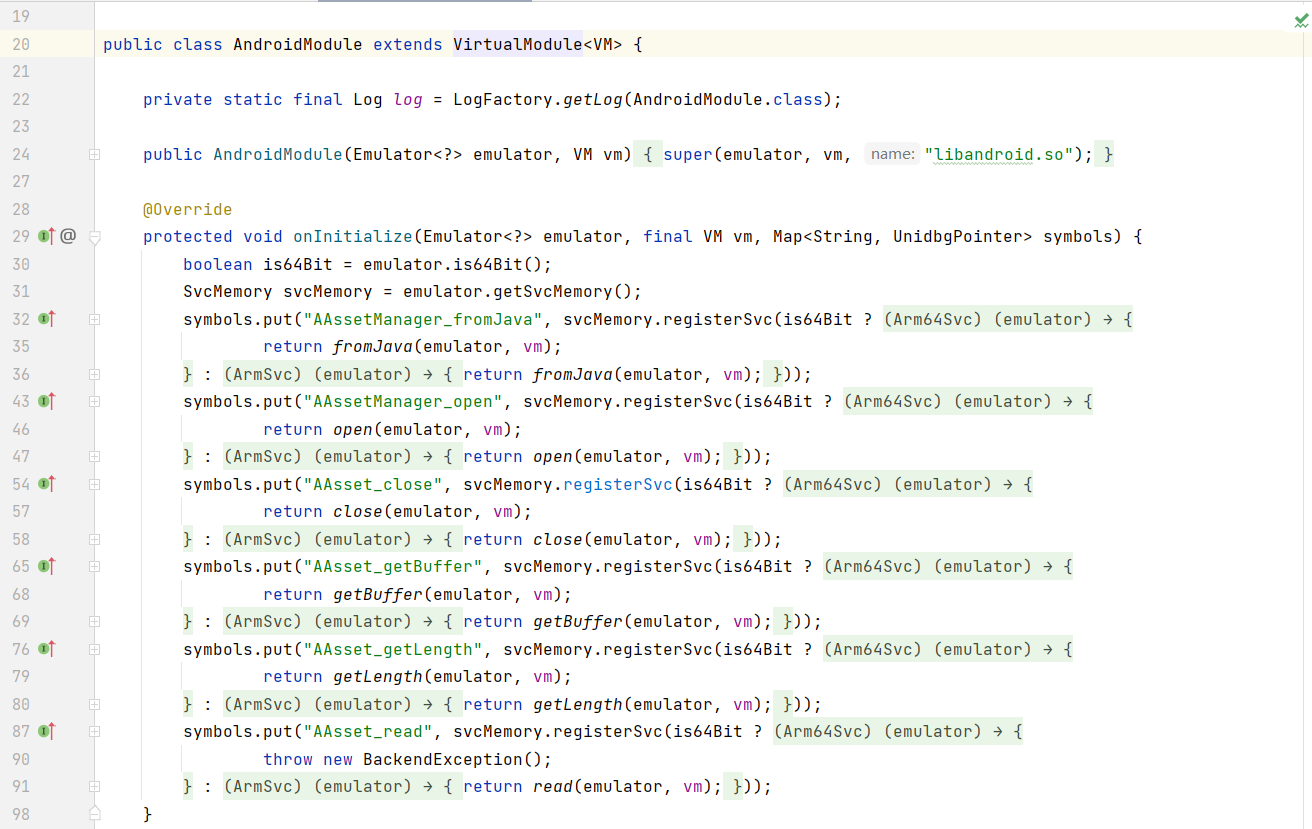 19
20 public class AndroidModule extends VirtualModule<VM> {
21
22 private static final Log log = LogFactory.getLog(AndroidModule.class);
23
24 public AndroidModule(Emulator<?> emulator, VM vm) { super(emulator, vm, name: "libandroid.so"); }
27
28 @Override
29 @ protected void onInitialize(Emulator<?> emulator, final VM vm, Map<String, UnidbgPointer> symbols) {
30 boolean is64Bit = emulator.is64Bit();
31 SvcMemory svcMemory = emulator.getSvcMemory();
32 symbols.put("AAssetManager_fromJava", svcMemory.registerSvc(is64Bit ? (Arm64Svc) (emulator) → {
35 return fromJava(emulator, vm);
36 } : (ArmSvc) (emulator) → { return fromJava(emulator, vm); }));
43 symbols.put("AAssetManager_open", svcMemory.registerSvc(is64Bit ? (Arm64Svc) (emulator) → {
46 return open(emulator, vm);
47 } : (ArmSvc) (emulator) → { return open(emulator, vm); }));
54 symbols.put("AAsset_close", svcMemory.registerSvc(is64Bit ? (Arm64Svc) (emulator) → {
57 return close(emulator, vm);
58 } : (ArmSvc) (emulator) → { return close(emulator, vm); }));
65 symbols.put("AAsset_getBuffer", svcMemory.registerSvc(is64Bit ? (Arm64Svc) (emulator) → {
68 return getBuffer(emulator, vm);
69 } : (ArmSvc) (emulator) → { return getBuffer(emulator, vm); }));
76 symbols.put("AAsset_getLength", svcMemory.registerSvc(is64Bit ? (Arm64Svc) (emulator) → {
79 return getLength(emulator, vm);
80 } : (ArmSvc) (emulator) → { return getLength(emulator, vm); }));
87 symbols.put("AAsset_read", svcMemory.registerSvc(is64Bit ? (Arm64Svc) (emulator) → {
90 throw new BackendException();
91 } : (ArmSvc) (emulator) → { return read(emulator, vm); }));
98 }